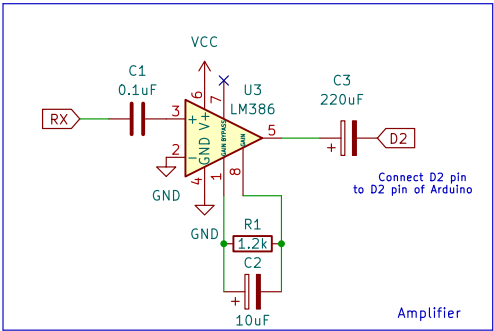 VCC
C1
0.1uF
RX
3
6
7
U3
LM386
C3
220uF
+
V+
GND
BYPASS
GAIN
GAIN
5
+
D2
2
−
4
1
8
GND
GND
Connect D2 pin
to D2 pin of Arduino
R1
1.2k
C2
+
10uF
Amplifier